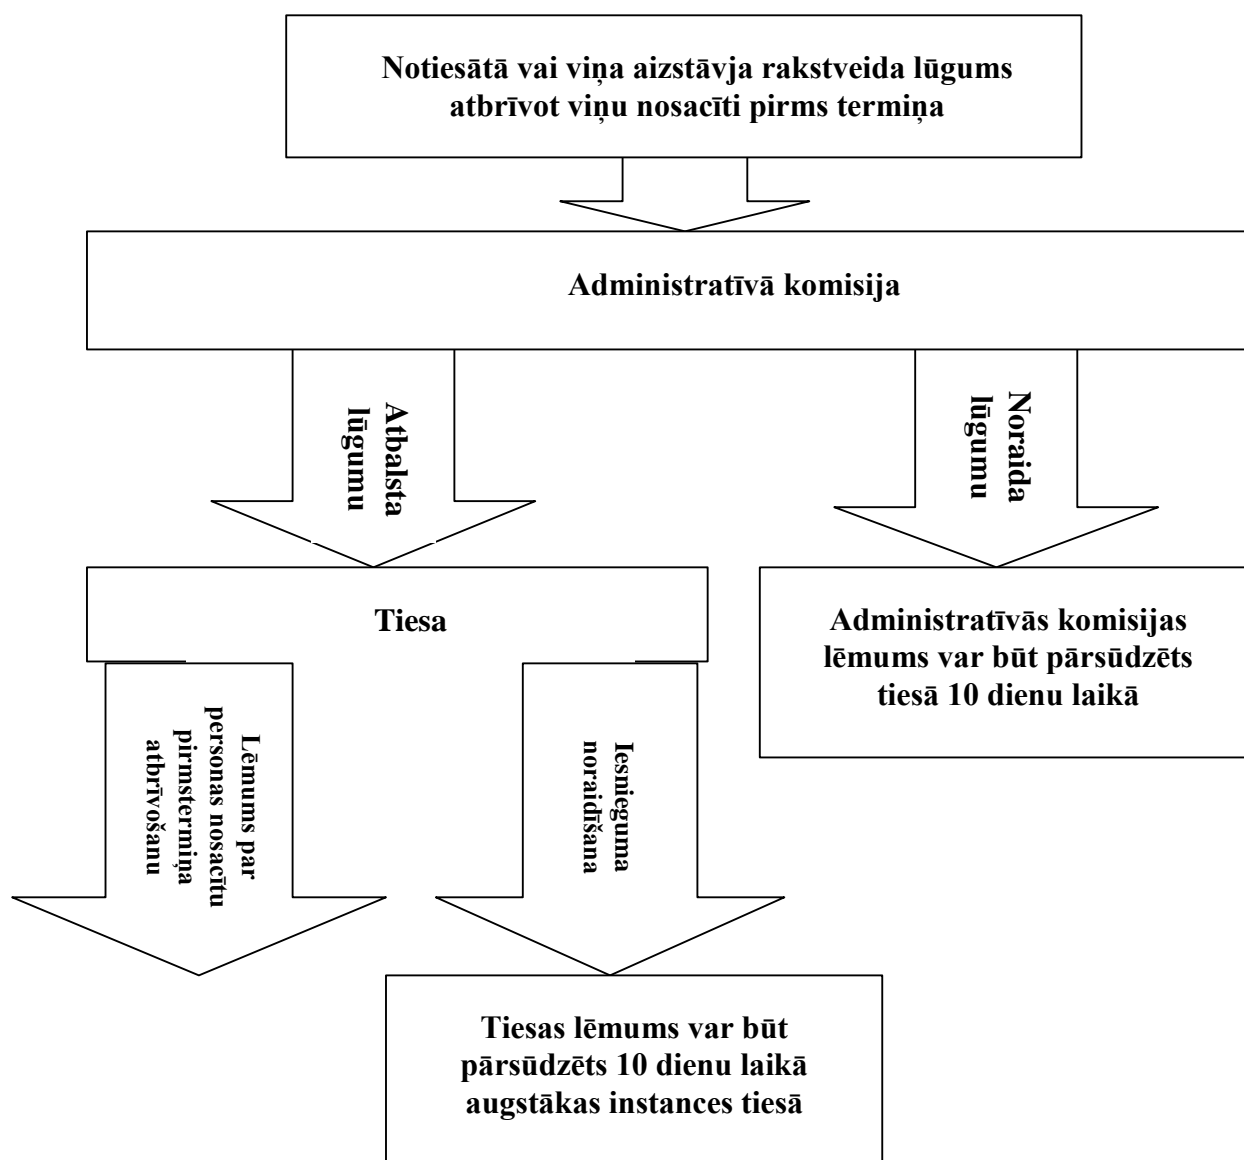 Notiesātā vai viņa aizstāvja rakstveida lūgums
atbrīvot viņu nosacīti pirms termiņa
Administratīvā komisija
Atbalsta
lūgumu
Noraida
lūgumu
Tiesa
Administratīvās komisijas
lēmums var būt pārsūdzēts
tiesā 10 dienu laikā
Lēmums par
personas nosacītu
pirmstermiņa
atbrīvošanu
Iesnieguma
noraidīšana
Tiesas lēmums var būt
pārsūdzēts 10 dienu laikā
augstākas instances tiesā